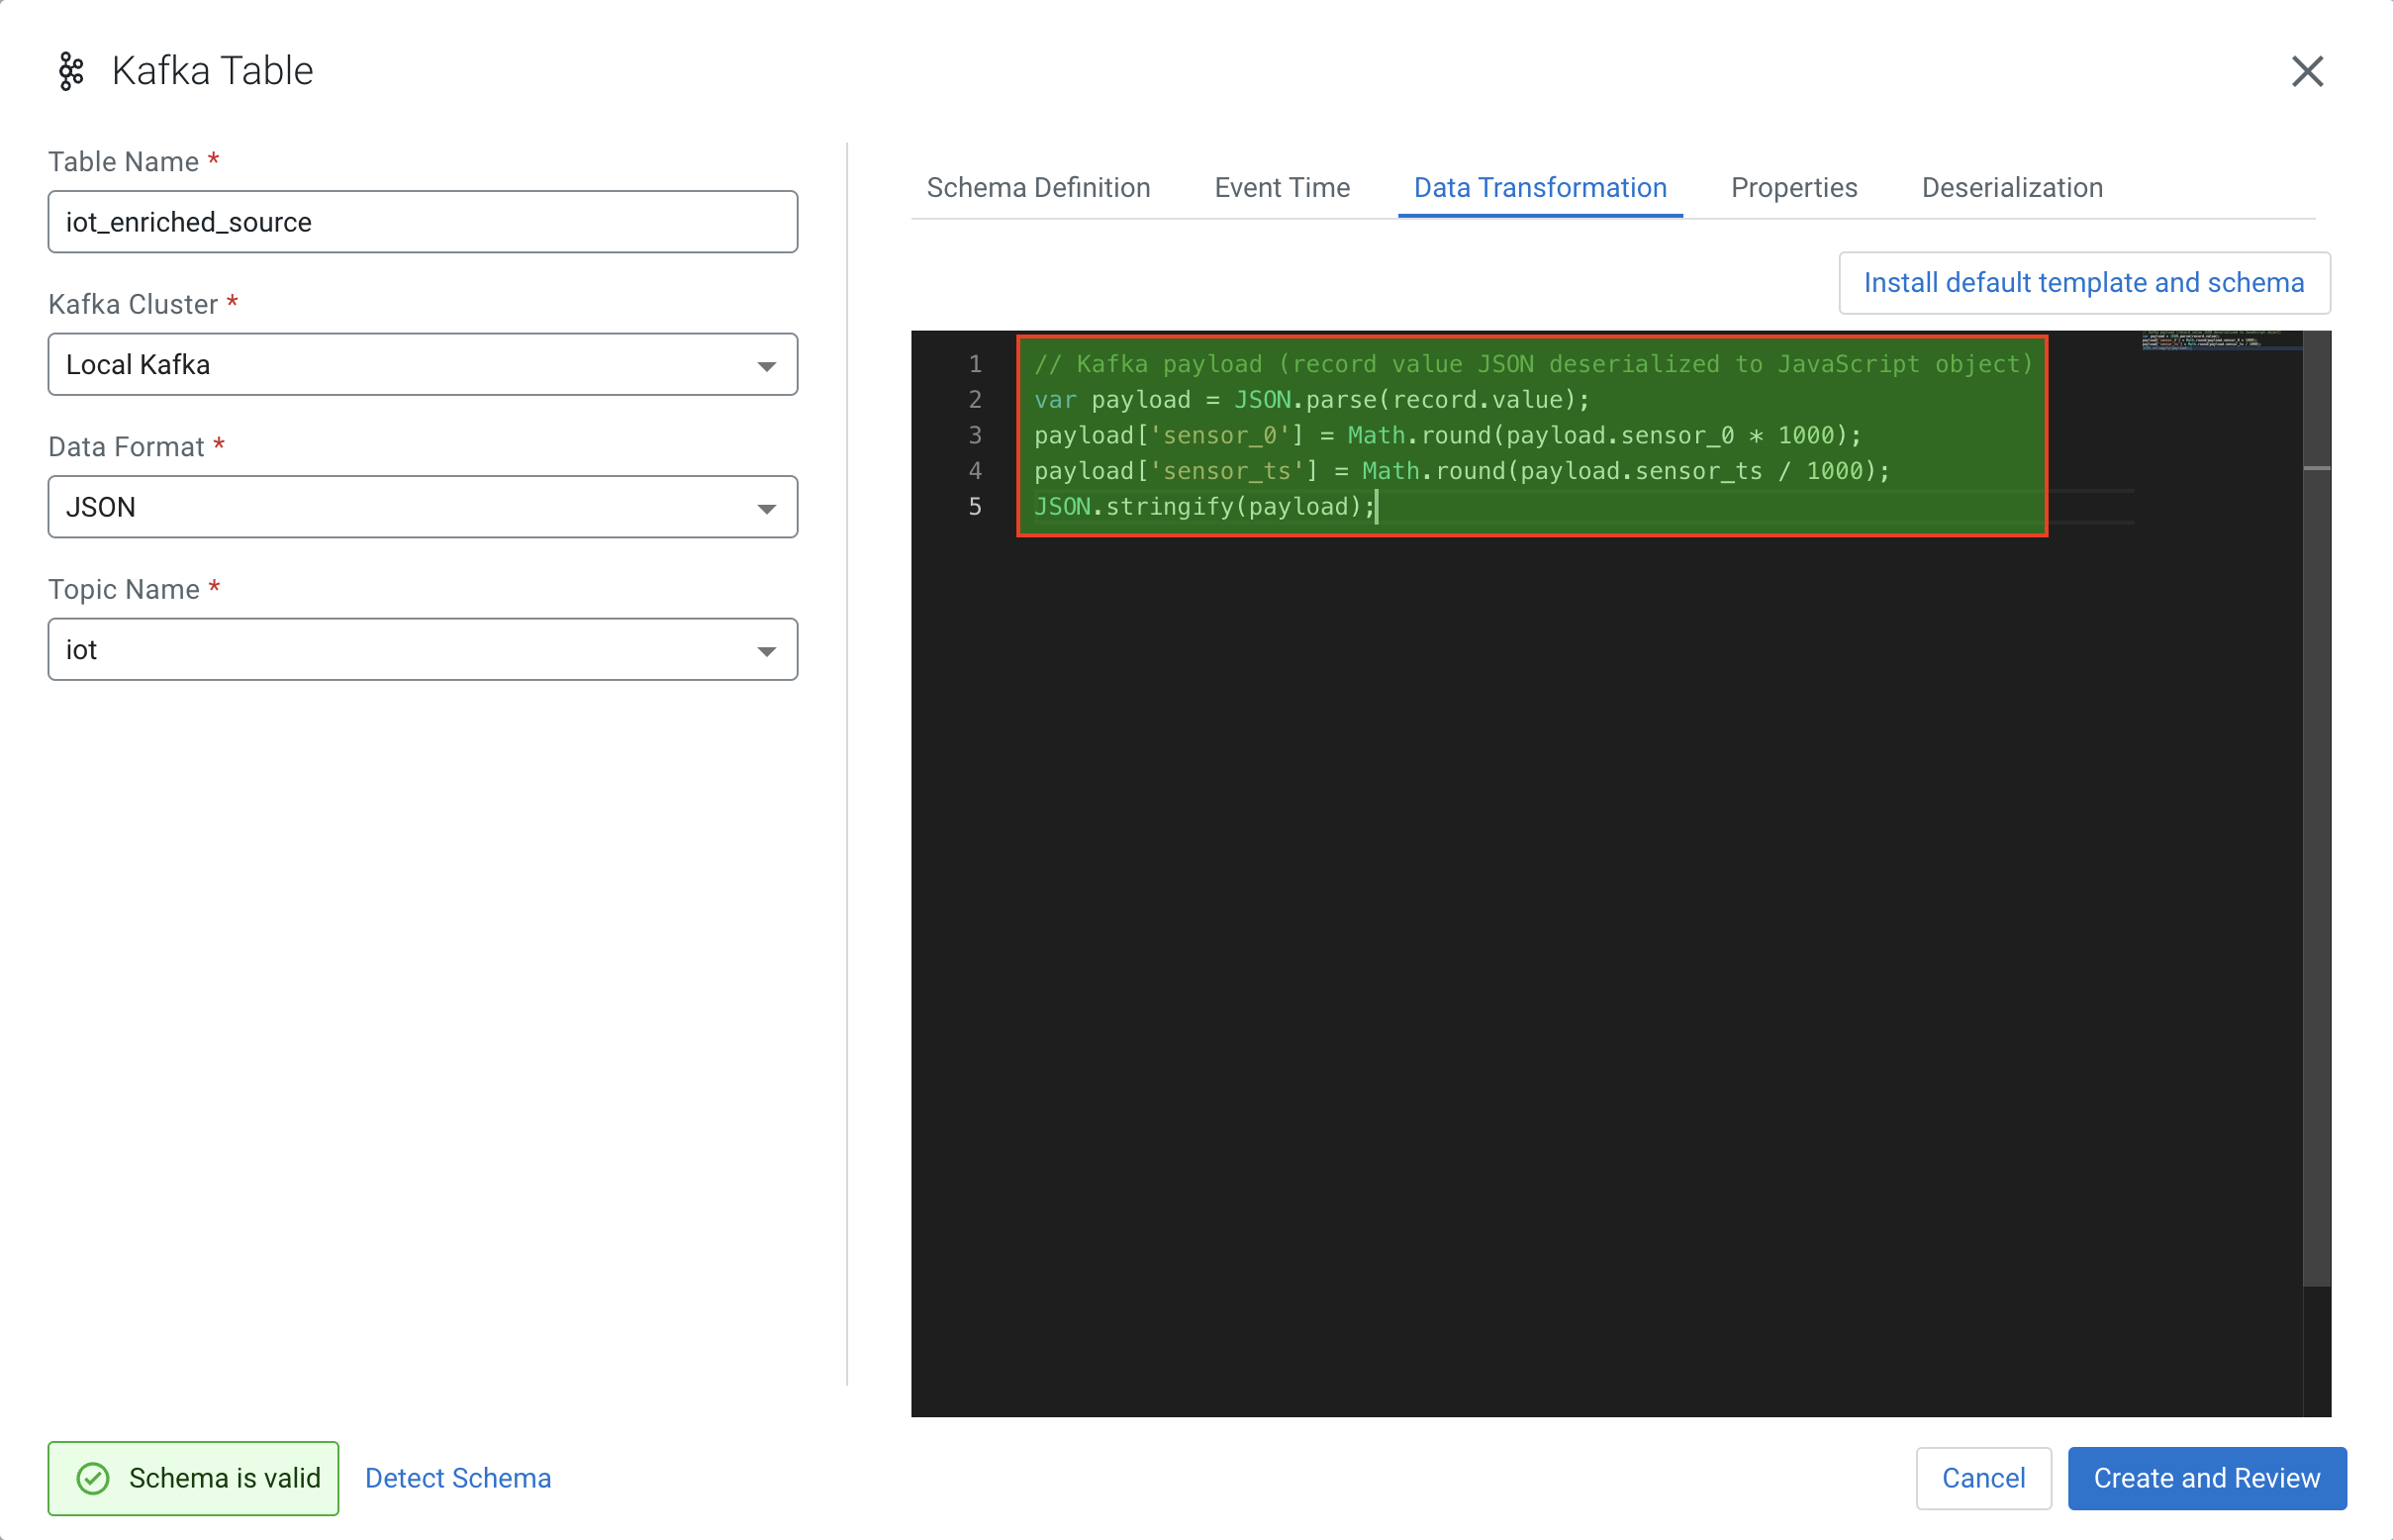 Kafka Table
Table Name *
iot_enriched_source
Kafka Cluster *
Local Kafka
Data Format *
JSON
Topic Name *
iot
Schema Definition Event Time Data Transformation Properties Deserialization
Install default template and schema
1 // Kafka payload (record value JSON deserialized to JavaScript object)
2 var payload = JSON.parse(record.value);
3 payload['sensor_0'] = Math.round(payload.sensor_0 * 1000);
4 payload['sensor_ts'] = Math.round(payload.sensor_ts / 1000);
5 JSON.stringify(payload);
Schema is valid Detect Schema
Cancel Create and Review